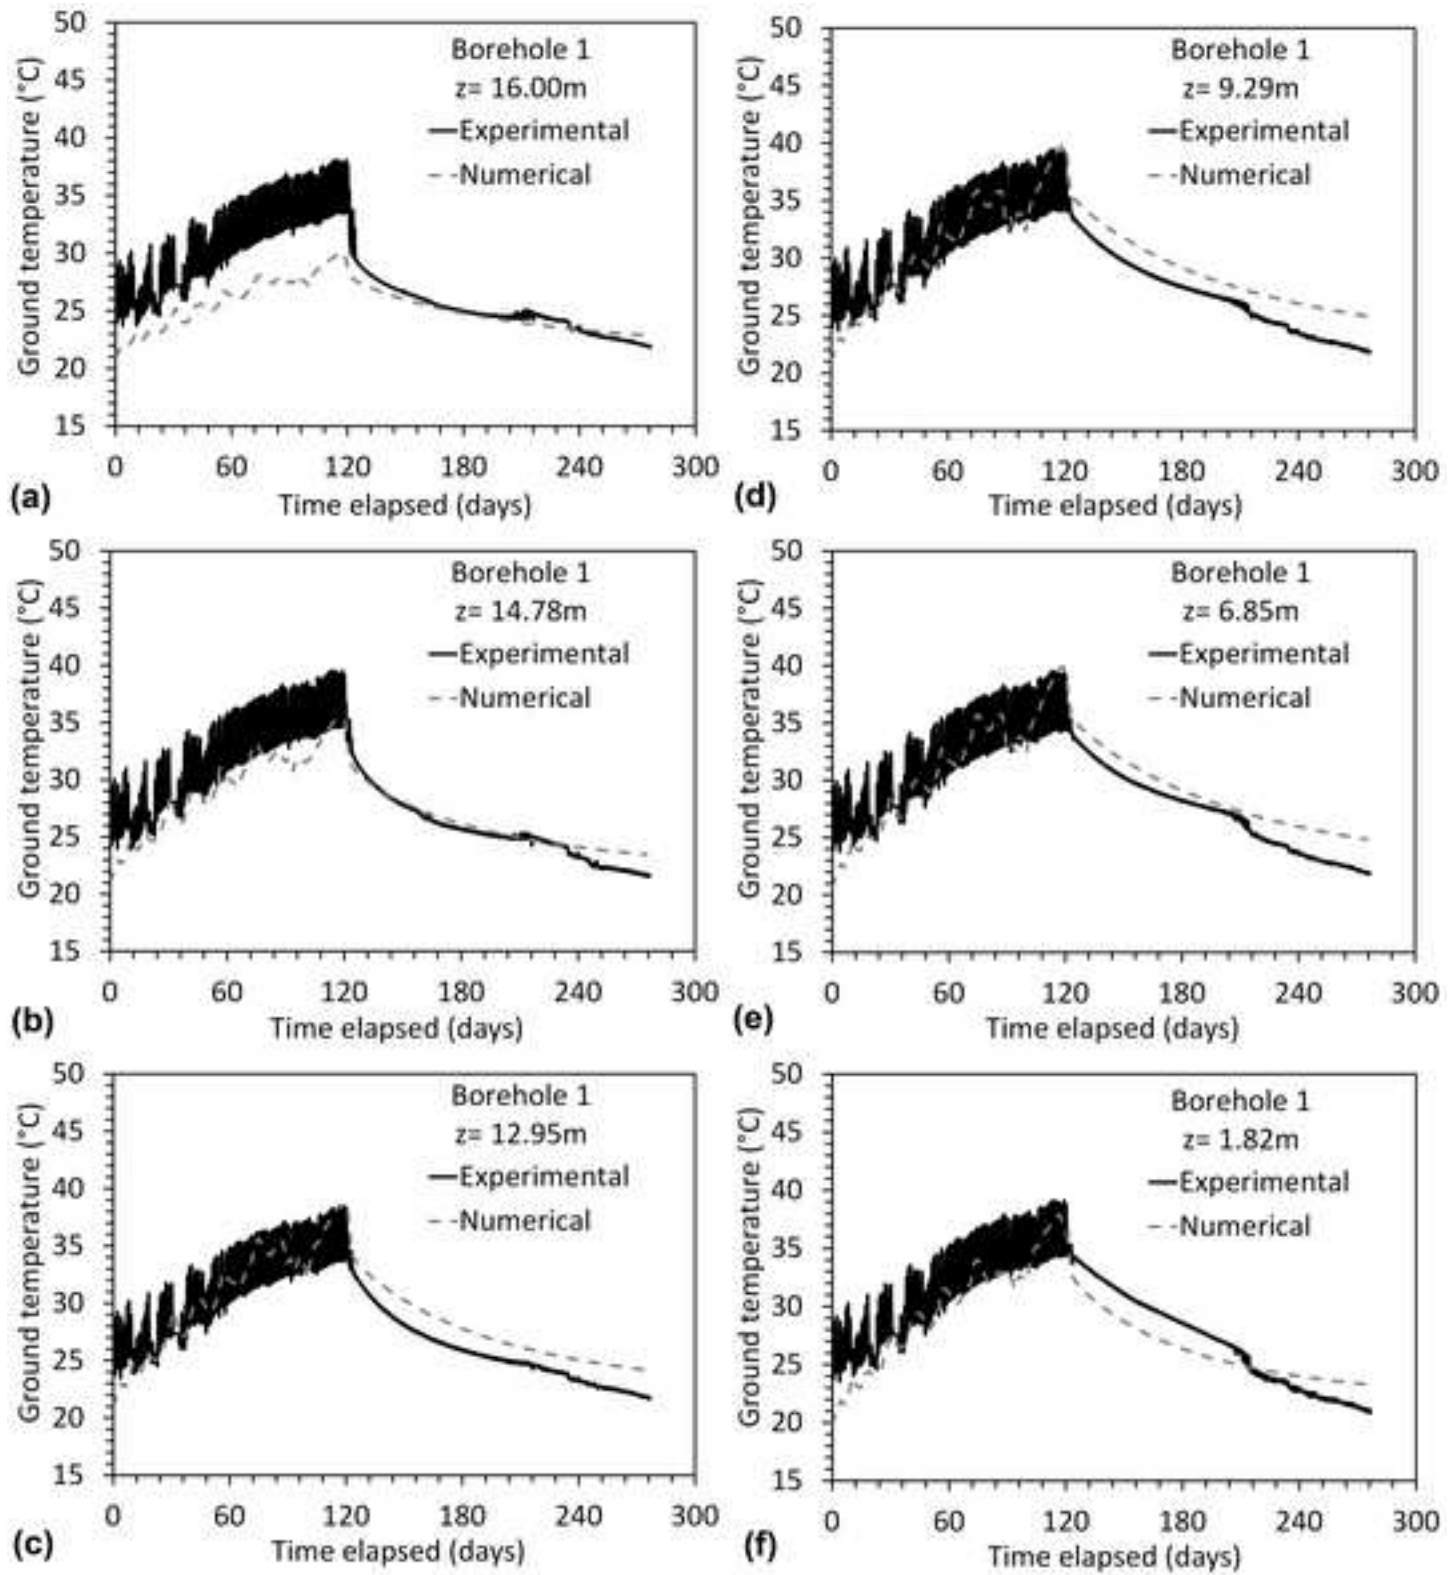 50
45
40
35
30
25
20
15
Ground temperature (°C)
Borehole 1
z= 16.00m
Experimental
Numerical
0 60 120 180 240 300
(a)
Time elapsed (days)
50
45
40
35
30
25
20
15
Ground temperature (°C)
Borehole 1
z= 9.29m
Experimental
Numerical
0 60 120 180 240 300
(d)
Time elapsed (days)
50
45
40
35
30
25
20
15
Ground temperature (°C)
Borehole 1
z= 14.78m
Experimental
Numerical
0 60 120 180 240 300
(b)
Time elapsed (days)
50
45
40
35
30
25
20
15
Ground temperature (°C)
Borehole 1
z= 6.85m
Experimental
Numerical
0 60 120 180 240 300
(e)
Time elapsed (days)
50
45
40
35
30
25
20
15
Ground temperature (°C)
Borehole 1
z= 12.95m
Experimental
Numerical
0 60 120 180 240 300
(c)
Time elapsed (days)
50
45
40
35
30
25
20
15
Ground temperature (°C)
Borehole 1
z= 1.82m
Experimental
Numerical
0 60 120 180 240 300
(f)
Time elapsed (days)